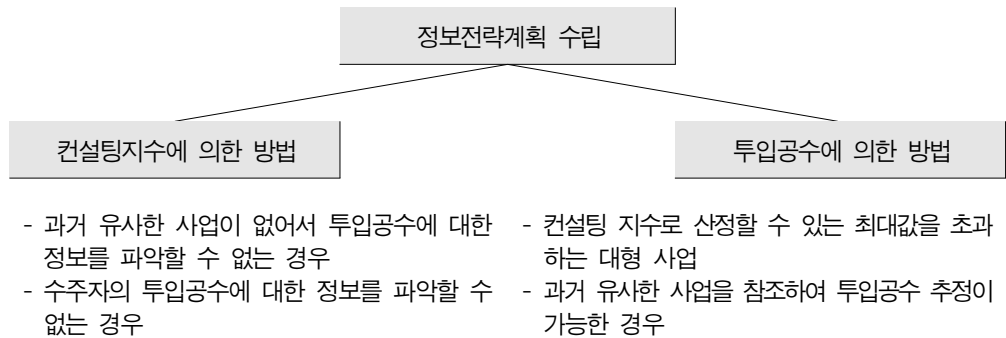 정보전략계획 수립
컨설팅지수에 의한 방법
투입공수에 의한 방법
- 과거 유사한 사업이 없어서 투입공수에 대한
정보를 파악할 수 없는 경우
- 수주자의 투입공수에 대한 정보를 파악할 수
없는 경우
- 컨설팅 지수로 산정할 수 있는 최대값을 초과
하는 대형 사업
- 과거 유사한 사업을 참조하여 투입공수 추정이
가능한 경우